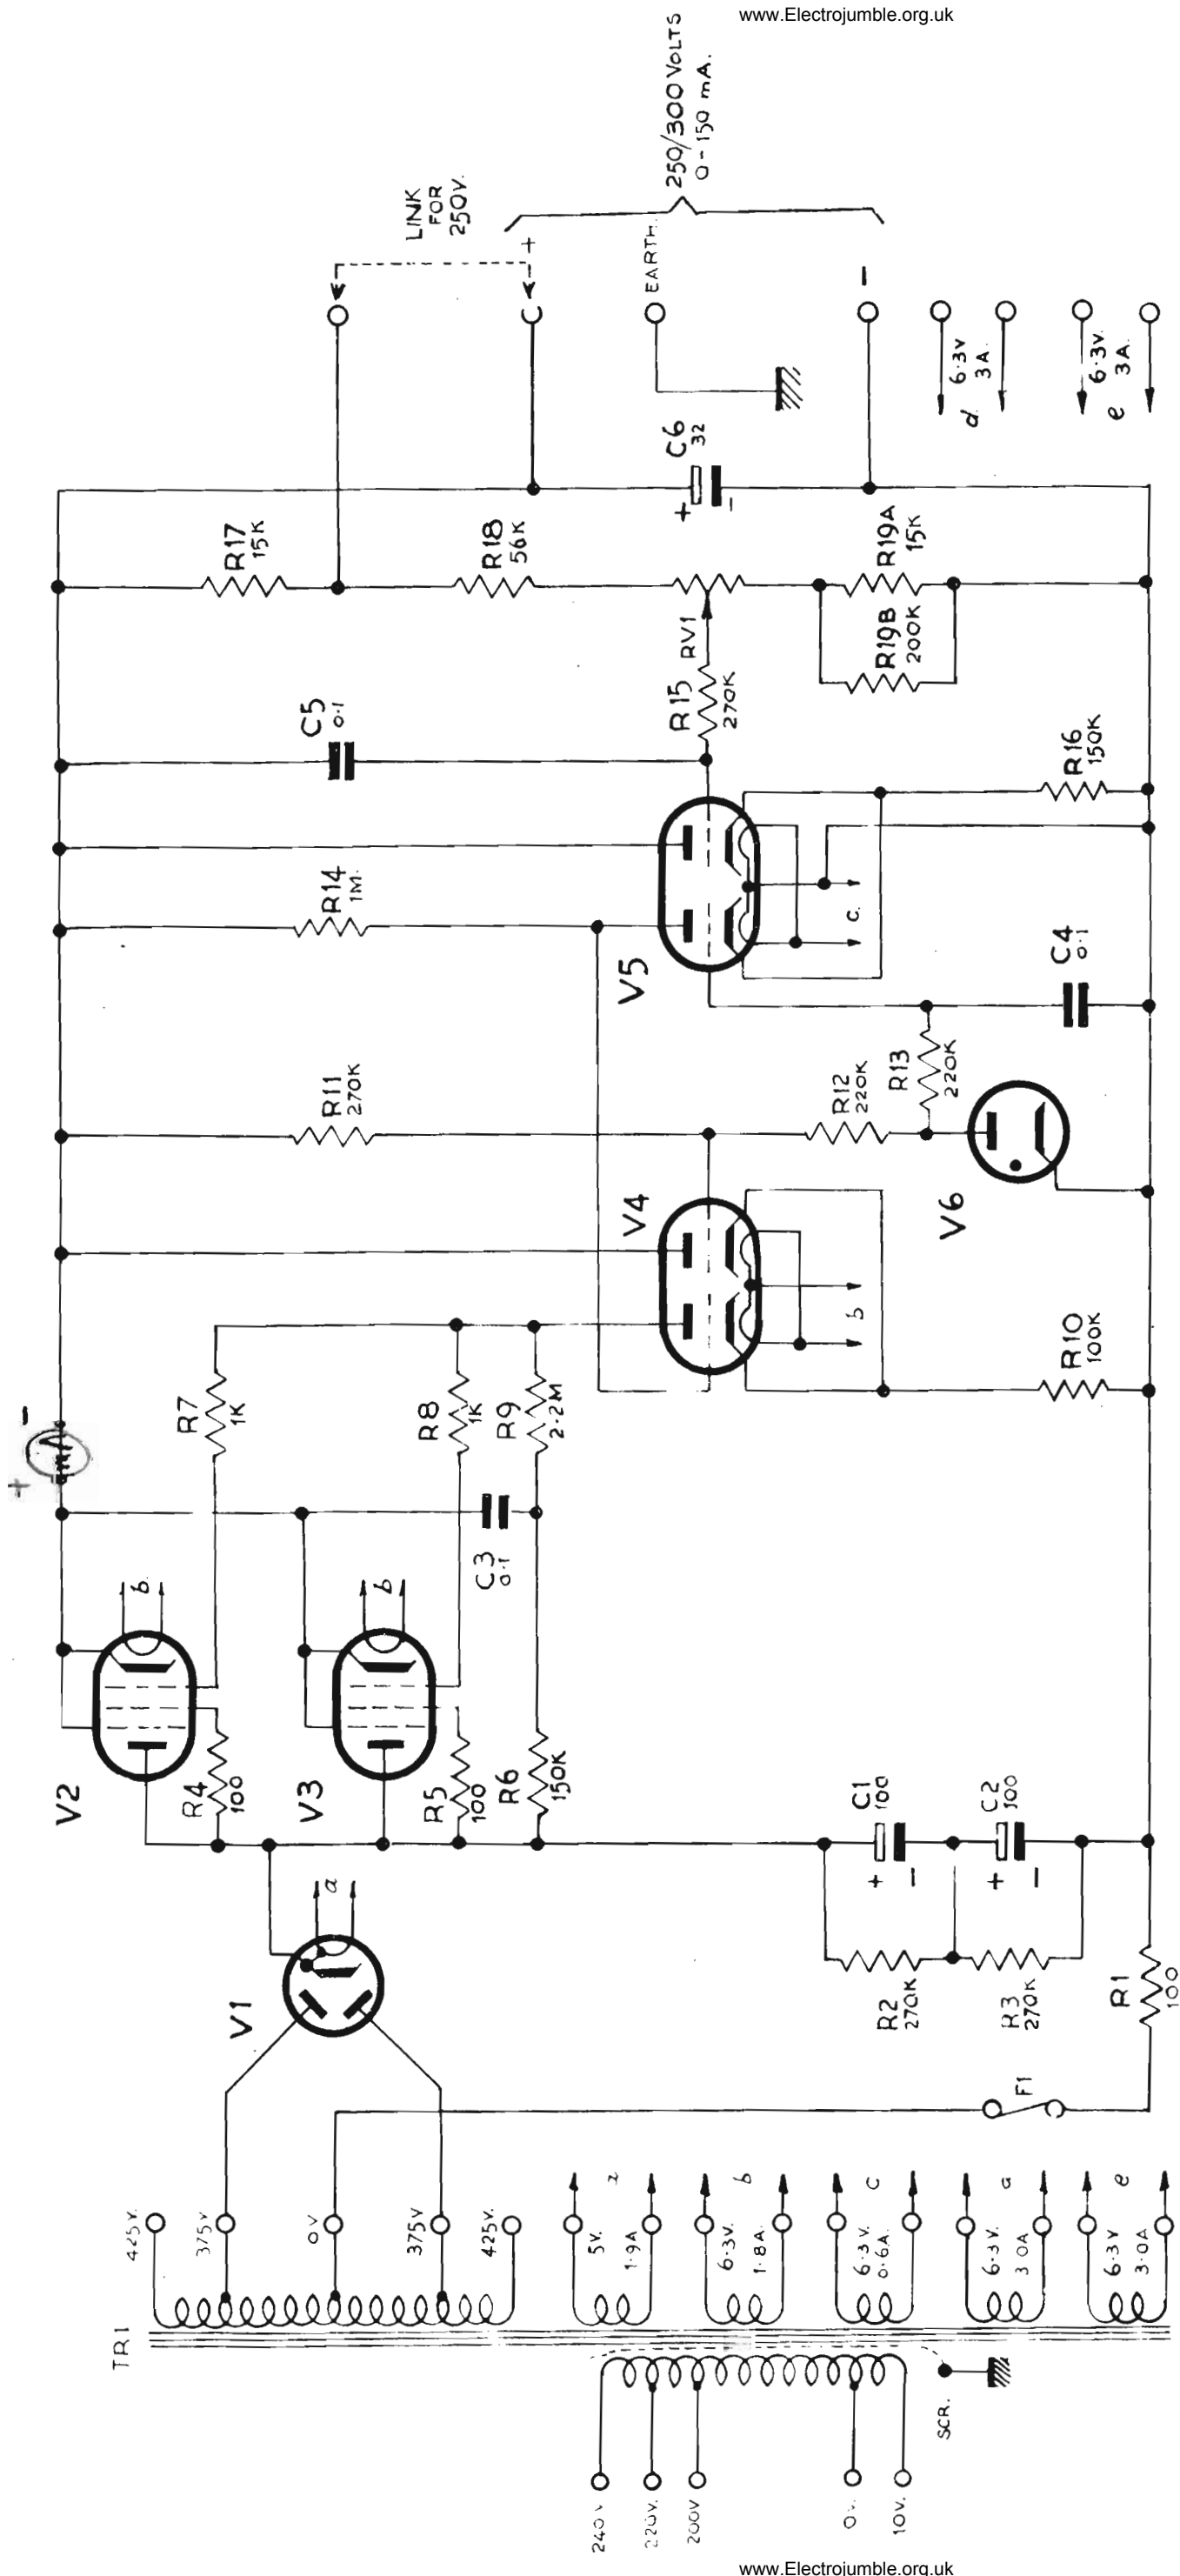 www.Electrojumble.org.uk
TR1
425V.
375V
0V
375V
425V.
240V
220V.
200V
0V.
10V.
SCR.
5V.
1.9A
6.3V.
1.8A.
b
6.3V.
0.6A
c
6.3V.
3.0A
a
6.3V
3.0A
e
F1
V1
a
R1
100
R2
270K
R3
270K
C1
100
+
-
C2
100
+
-
V2
b.
R4
100
V3
b
R5
100
R6
150K
C3
0.1
+
mA
-
R7
1K
R8
1K
R9
2.2M
V4
b
R10
100K
R11
270K
R12
220K
R13
220K
V6
C4
0.1
V5
c.
R14
1M.
C5
0.1
R15
270K
RV1
R16
150K
R17
15K
R18
56K
R19A
15K
R19B
200K
C6
32
+
-
LINK
FOR
250V.
+
EARTH.
-
250/300 VOLTS
0-150 mA.
6.3V
3A.
d
6.3V.
3A.
e
www.Electrojumble.org.uk